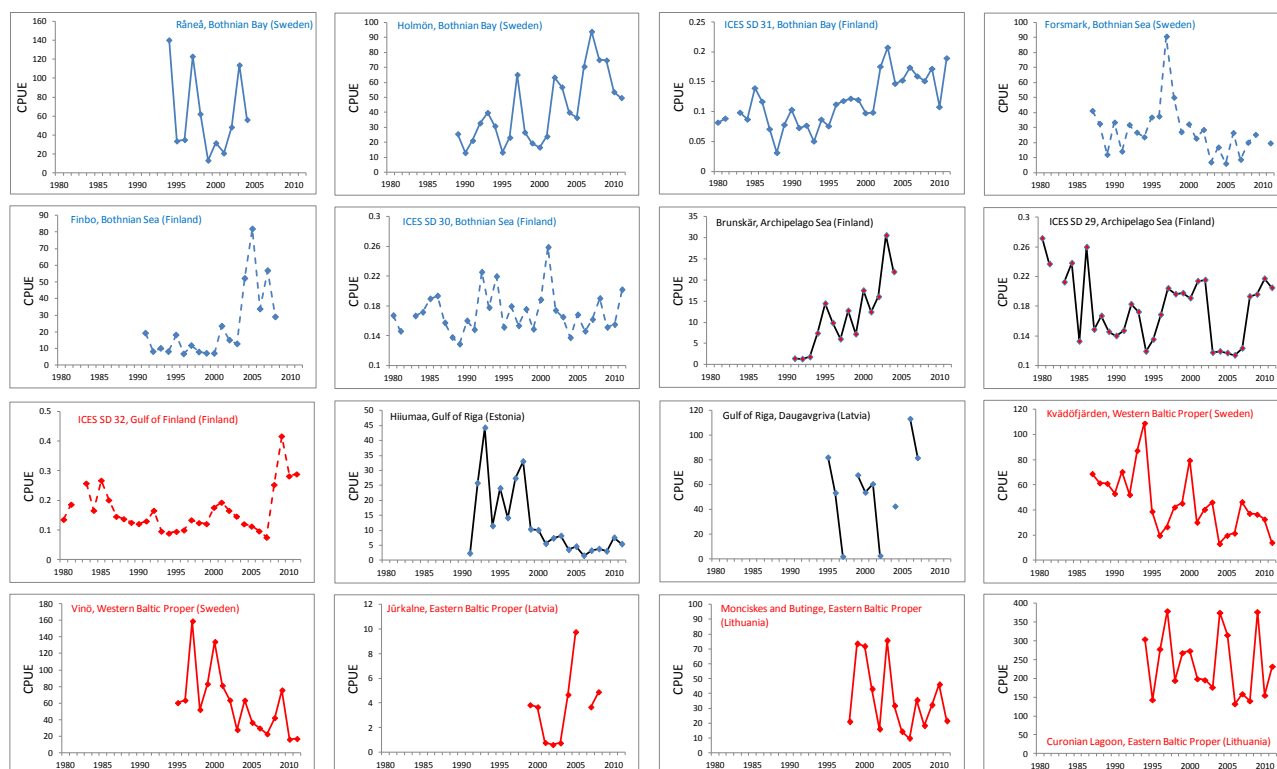 Råneå, Bothnian Bay (Sweden)
CPUE
160
140
120
100
80
60
40
20
0
1980 1985 1990 1995 2000 2005 2010
Holmön, Bothnian Bay (Sweden)
CPUE
100
90
80
70
60
50
40
30
20
10
0
1980 1985 1990 1995 2000 2005 2010
ICES SD 31, Bothnian Bay (Finland)
CPUE
0.25
0.2
0.15
0.1
0.05
0
1980 1985 1990 1995 2000 2005 2010
Forsmark, Bothnian Sea (Sweden)
CPUE
100
90
80
70
60
50
40
30
20
10
0
1980 1985 1990 1995 2000 2005 2010
Finbo, Bothnian Sea (Finland)
CPUE
90
80
70
60
50
40
30
20
10
0
1980 1985 1990 1995 2000 2005 2010
ICES SD 30, Bothnian Sea (Finland)
CPUE
0.3
0.26
0.22
0.18
0.14
0.1
1980 1985 1990 1995 2000 2005 2010
Brunskär, Archipelago Sea (Finland)
CPUE
35
30
25
20
15
10
5
0
1980 1985 1990 1995 2000 2005 2010
ICES SD 29, Archipelago Sea (Finland)
CPUE
0.3
0.26
0.22
0.18
0.14
0.1
1980 1985 1990 1995 2000 2005 2010
ICES SD 32, Gulf of Finland (Finland)
CPUE
0.5
0.4
0.3
0.2
0.1
0
1980 1985 1990 1995 2000 2005 2010
Hiiumaa, Gulf of Riga (Estonia)
CPUE
50
45
40
35
30
25
20
15
10
5
0
1980 1985 1990 1995 2000 2005 2010
Gulf of Riga, Daugavgriva (Latvia)
CPUE
120
100
80
60
40
20
0
1980 1985 1990 1995 2000 2005 2010
Kvädöfjärden, Western Baltic Proper( Sweden)
CPUE
120
100
80
60
40
20
0
1980 1985 1990 1995 2000 2005 2010
Vinö, Western Baltic Proper (Sweden)
CPUE
180
160
140
120
100
80
60
40
20
0
1980 1985 1990 1995 2000 2005 2010
Jūrkalne, Eastern Baltic Proper (Latvia)
CPUE
12
10
8
6
4
2
0
1980 1985 1990 1995 2000 2005 2010
Monciskes and Butinge, Eastern Baltic Proper
(Lithuania)
CPUE
100
90
80
70
60
50
40
30
20
10
0
1980 1985 1990 1995 2000 2005 2010
CPUE
400
350
300
250
200
150
100
50
0
Curonian Lagoon, Eastern Baltic Proper (Lithuania)
1980 1985 1990 1995 2000 2005 2010